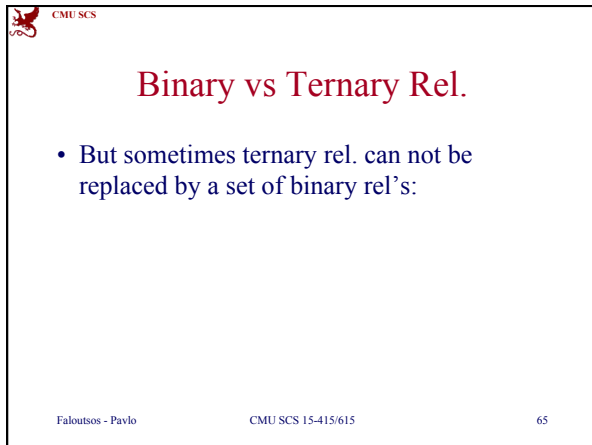 CMU SCS
Binary vs Ternary Rel.
• But sometimes ternary rel. can not be
replaced by a set of binary rel's:
Faloutsos - Pavlo CMU SCS 15-415/615 65